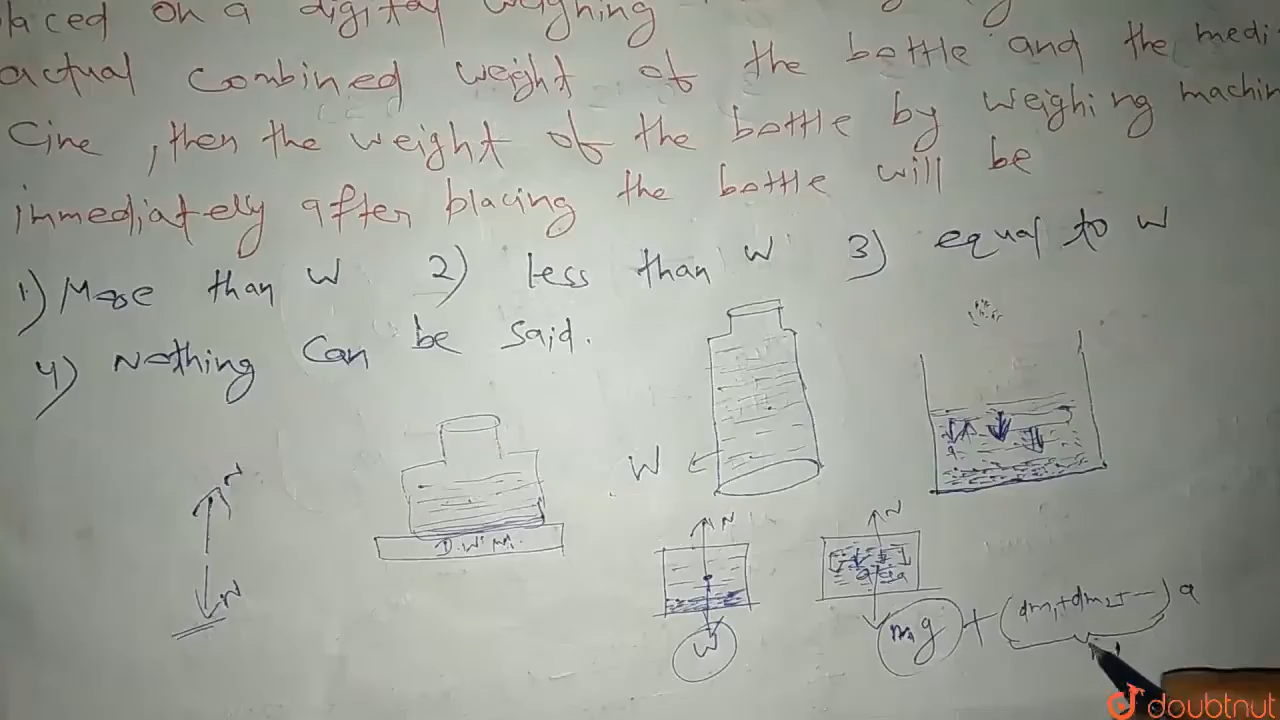 placed on a digital weighing
actual combined weight of the bottle and the medi-
cine, then the weight of the bottle by weighing machin
immediately after blacing the bottle will be
1) More than W 2) less than W 3) equal to W
4) Nothing can be said.
W
N
N
D.W.M.
N
W
N
mg + (dm1+dm2+-)a
doubtnut